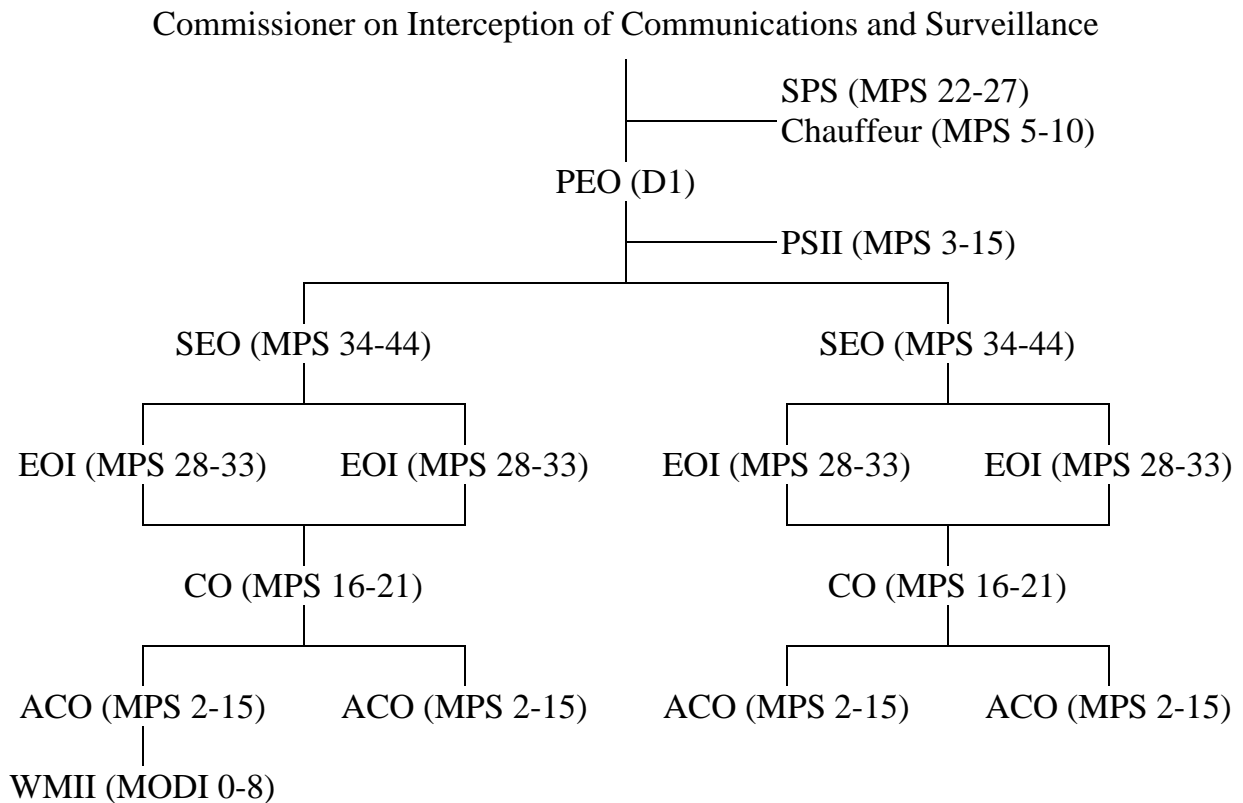 Commissioner on Interception of Communications and Surveillance
SPS (MPS 22-27)
Chauffeur (MPS 5-10)
PEO (D1)
PSII (MPS 3-15)
SEO (MPS 34-44) SEO (MPS 34-44)
EOI (MPS 28-33) EOI (MPS 28-33) EOI (MPS 28-33) EOI (MPS 28-33)
CO (MPS 16-21) CO (MPS 16-21)
ACO (MPS 2-15) ACO (MPS 2-15) ACO (MPS 2-15) ACO (MPS 2-15)
WMII (MODI 0-8)